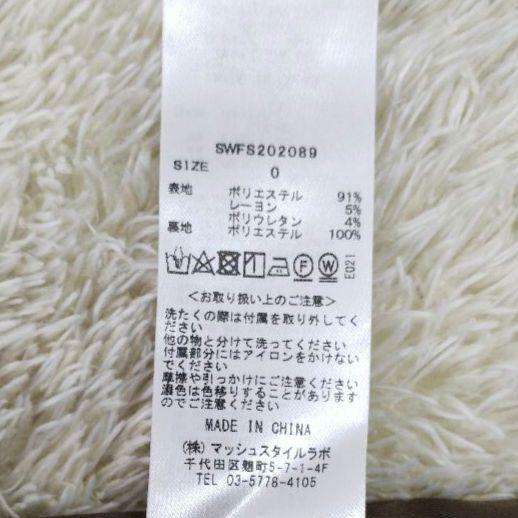 SWFS202089
SIZE 0
表地 ポリエステル 91%
レーヨン 5%
ポリウレタン 4%
裏地 ポリエステル 100%
F W E021
<お取り扱い上のご注意>
洗たくの際は付属を取り外してく
ださい
他の物と分けて洗ってください
付属部分にはアイロンをかけない
でください
摩擦や引っかけにご注意ください
濃色は色移りすることがあります
のでご注意ください
MADE IN CHINA
(株) マッシュスタイルラボ
千代田区麹町5-7-1-4F
TEL 03-5778-4105